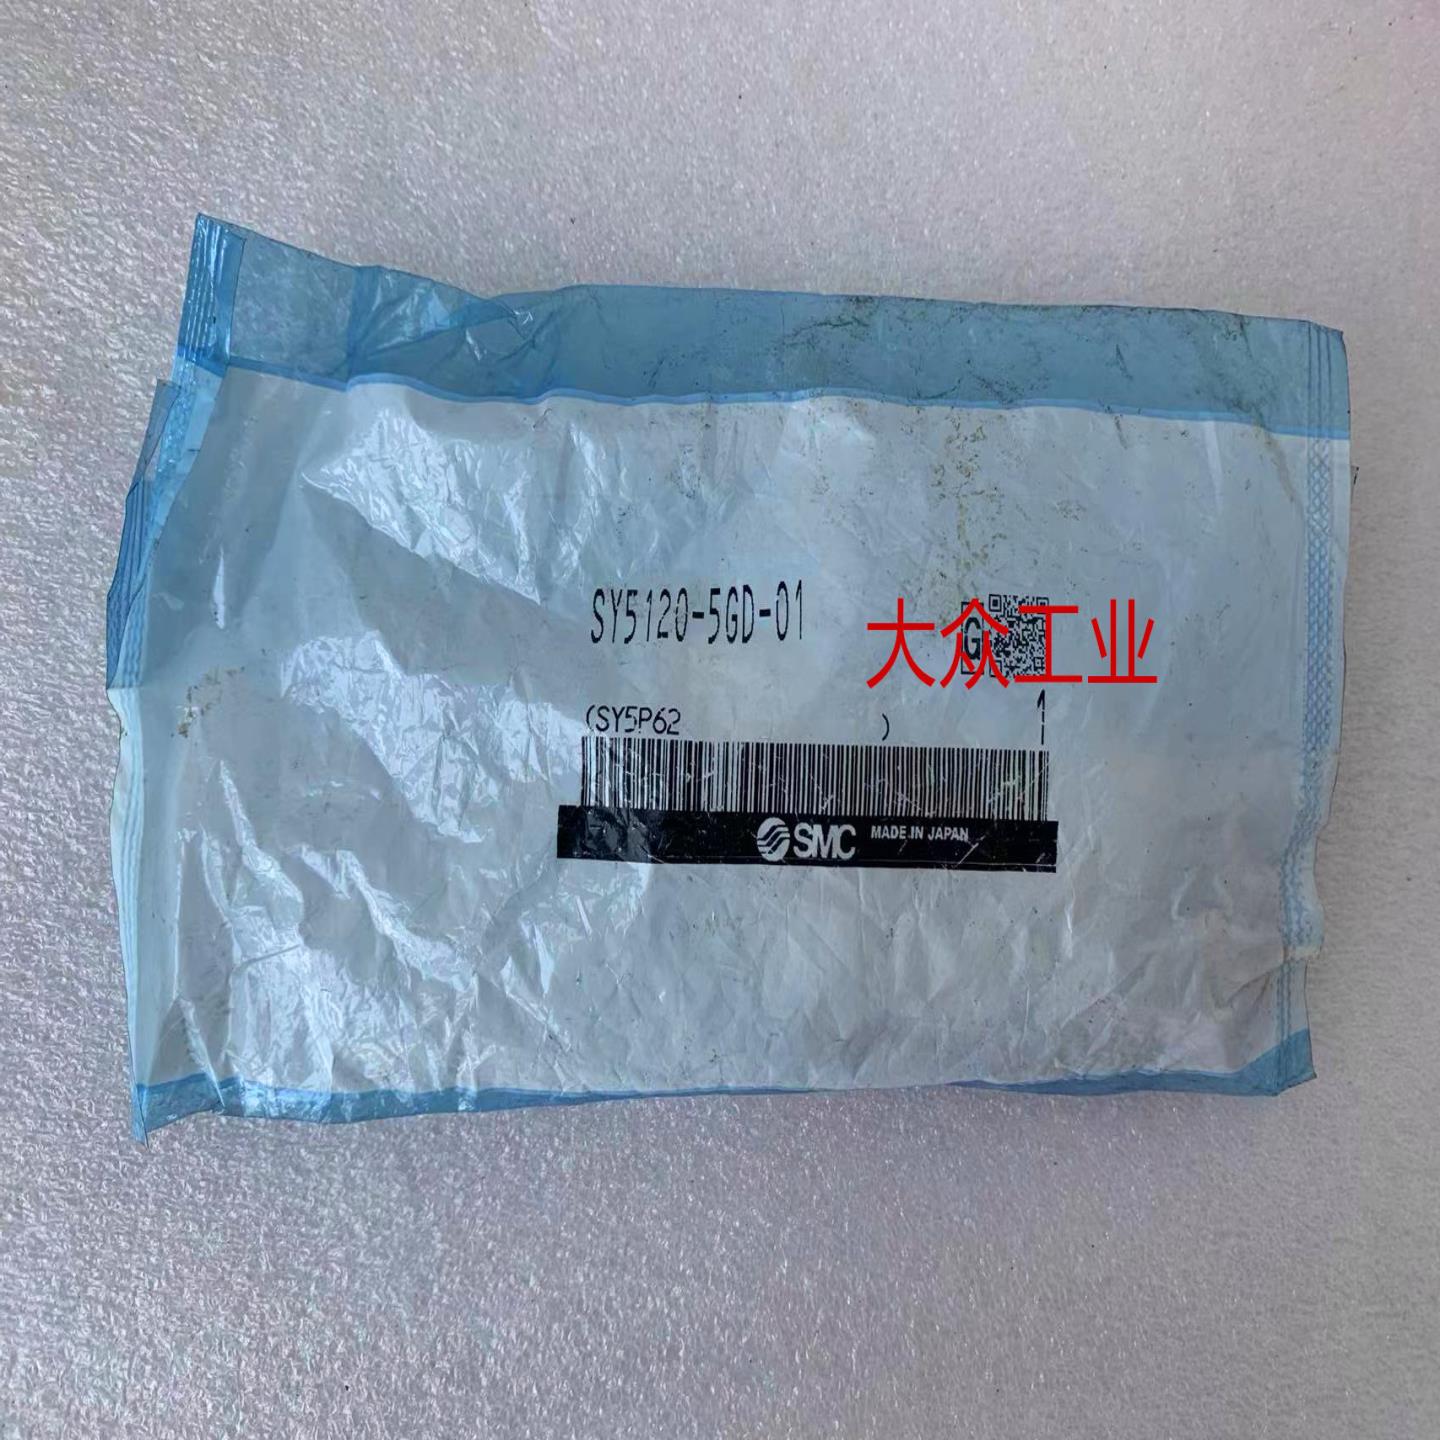 SY5120-5GD-01
大众工业
G
(SY5P62 ) 1
SMC MADE IN JAPAN